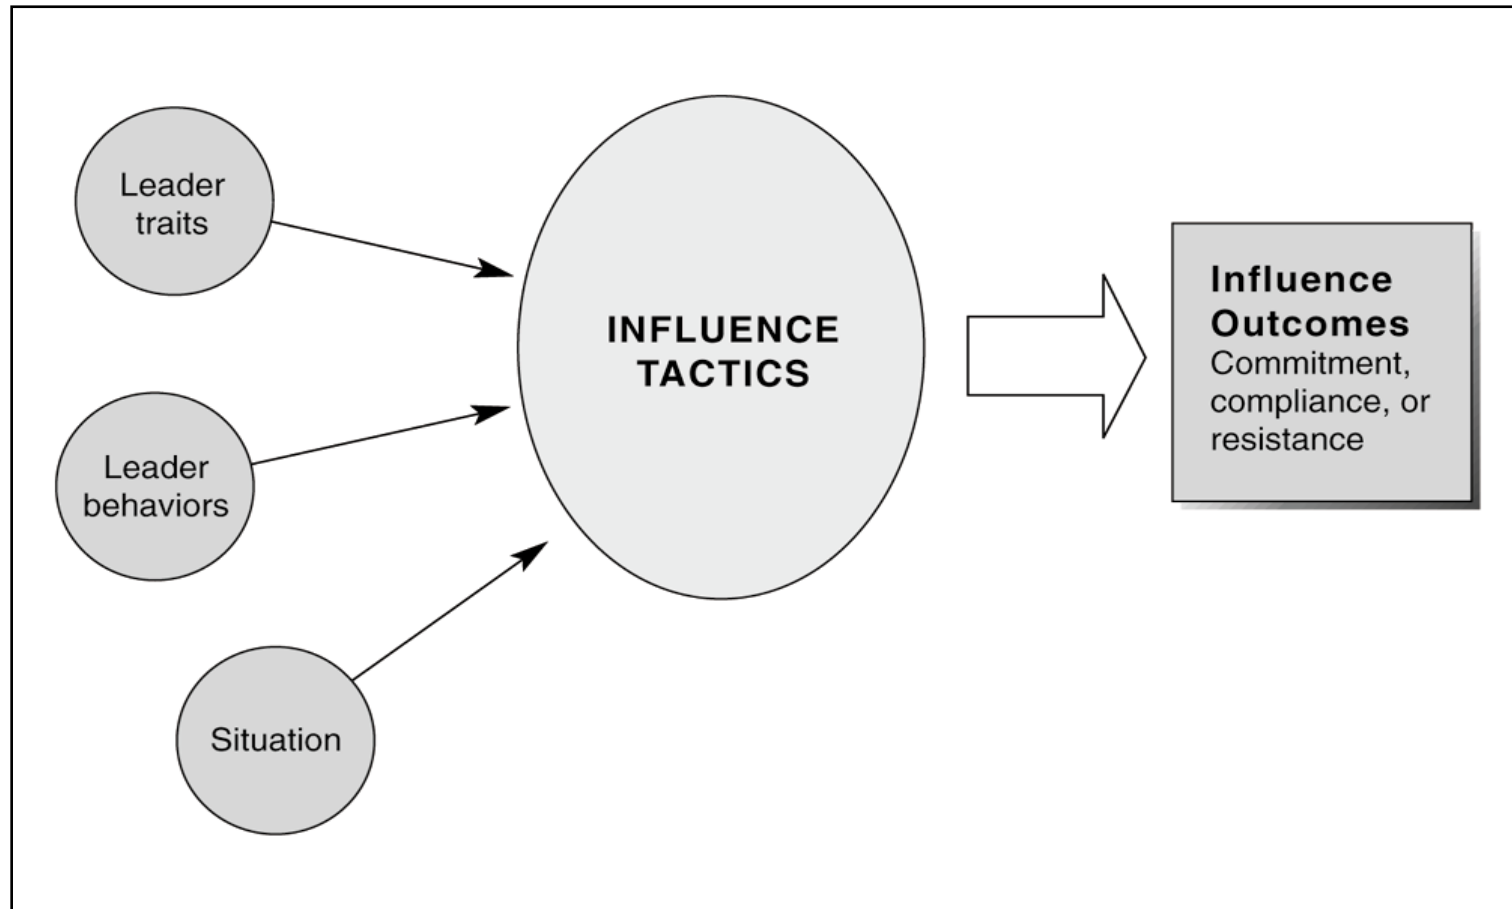 Leader
traits
Leader
behaviors
Situation
INFLUENCE
TACTICS
Influence
Outcomes
Commitment,
compliance, or
resistance